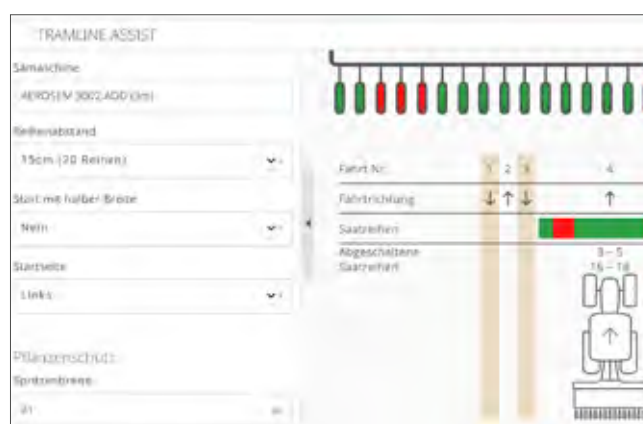 TRAMLINE ASSIST
Sämaschine
AEROSEM 3002 ADD (3m)
Reihenabstand
15cm (20 Reihen)
Start mit halber Breite
Nein
Startseite
Links
Pflanzenschutz
Spritzenbreite
21
m
Fahrt Nr.
1 2 3 4
Fahrtrichtung
Saatreihen
Abgeschaltene
Saatreihen
3 - 5
16 - 18